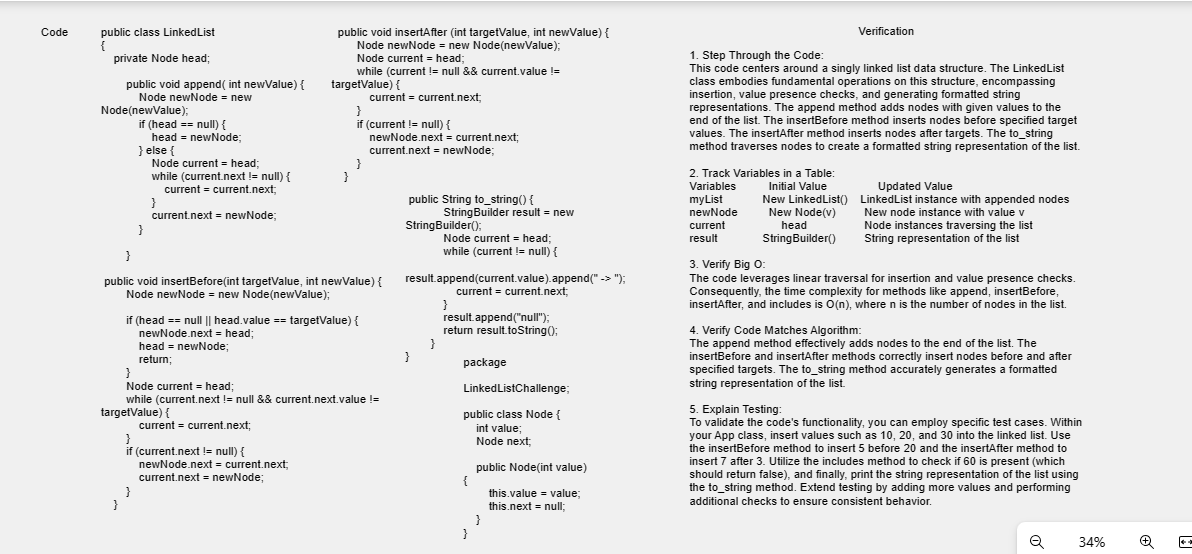 Code
public class LinkedList
{
private Node head;
public void append( int newValue) {
Node newNode = new
Node(newValue);
if (head == null) {
head = newNode;
} else {
Node current = head;
while (current.next != null) {
current = current.next;
}
current.next = newNode;
}
}
public void insertBefore(int targetValue, int newValue) {
Node newNode = new Node(newValue);
if (head == null || head.value == targetValue) {
newNode.next = head;
head = newNode;
return;
}
Node current = head;
while (current.next != null && current.next.value !=
targetValue) {
current = current.next;
}
if (current.next != null) {
newNode.next = current.next;
current.next = newNode;
}
}
public void insertAfter (int targetValue, int newValue) {
Node newNode = new Node(newValue);
Node current = head;
while (current != null && current.value !=
targetValue) {
current = current.next;
}
if (current != null) {
newNode.next = current.next;
current.next = newNode;
}
}
public String to_string() {
StringBuilder result = new
StringBuilder();
Node current = head;
while (current != null) {
result.append(current.value).append(" -> ");
current = current.next;
}
result.append("null");
return result.toString();
}
}
package
LinkedListChallenge;
public class Node {
int value;
Node next;
public Node(int value)
{
this.value = value;
this.next = null;
}
}
Verification
1. Step Through the Code:
This code centers around a singly linked list data structure. The LinkedList
class embodies fundamental operations on this structure, encompassing
insertion, value presence checks, and generating formatted string
representations. The append method adds nodes with given values to the
end of the list. The insertBefore method inserts nodes before specified target
values. The insertAfter method inserts nodes after targets. The to_string
method traverses nodes to create a formatted string representation of the list.
2. Track Variables in a Table:
Variables Initial Value Updated Value
myList New LinkedList() LinkedList instance with appended nodes
newNode New Node(v) New node instance with value v
current head Node instances traversing the list
result StringBuilder() String representation of the list
3. Verify Big O:
The code leverages linear traversal for insertion and value presence checks.
Consequently, the time complexity for methods like append, insertBefore,
insertAfter, and includes is O(n), where n is the number of nodes in the list.
4. Verify Code Matches Algorithm:
The append method effectively adds nodes to the end of the list. The
insertBefore and insertAfter methods correctly insert nodes before and after
specified targets. The to_string method accurately generates a formatted
string representation of the list.
5. Explain Testing:
To validate the code's functionality, you can employ specific test cases. Within
your App class, insert values such as 10, 20, and 30 into the linked list. Use
the insertBefore method to insert 5 before 20 and the insertAfter method to
insert 7 after 3. Utilize the includes method to check if 60 is present (which
should return false), and finally, print the string representation of the list using
the to_string method. Extend testing by adding more values and performing
additional checks to ensure consistent behavior.
34%